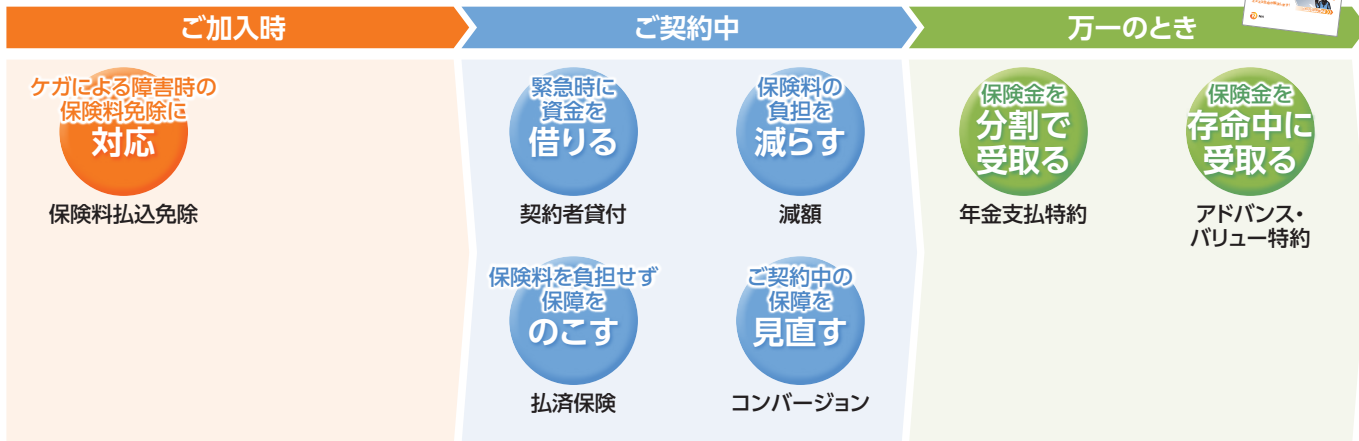 ご加入時
ケガによる障害時の
保険料免除に
対応
保険料払込免除
ご契約中
緊急時に
資金を
借りる
契約者貸付
保険料の
負担を
減らす
減額
保険料を負担せず
保障を
のこす
払済保険
ご契約中の
保障を
見直す
コンバージョン
万一のとき
保険金を
分割で
受取る
年金支払特約
保険金を
存命中に
受取る
アドバンス・
バリュー特約